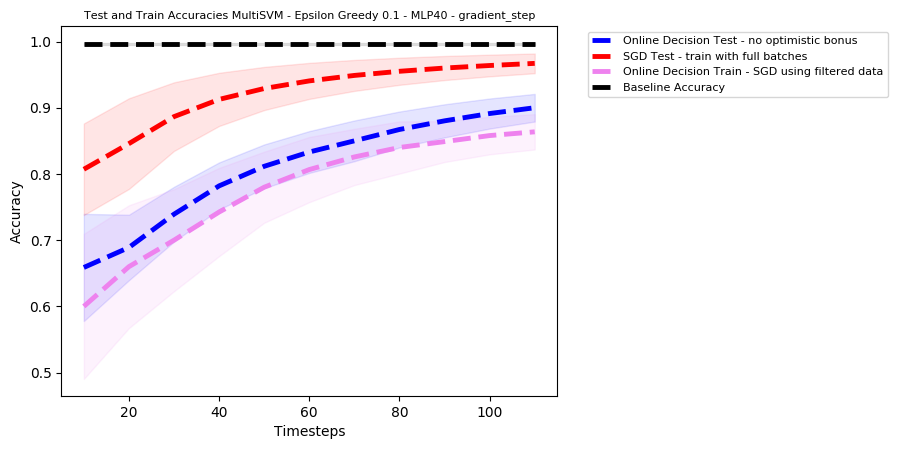 Test and Train Accuracies MultiSVM - Epsilon Greedy 0.1 - MLP40 - gradient_step
1.0
0.9
0.8
0.7
0.6
0.5
Accuracy
20
40
60
80
100
Timesteps
Online Decision Test - no optimistic bonus
SGD Test - train with full batches
Online Decision Train - SGD using filtered data
Baseline Accuracy